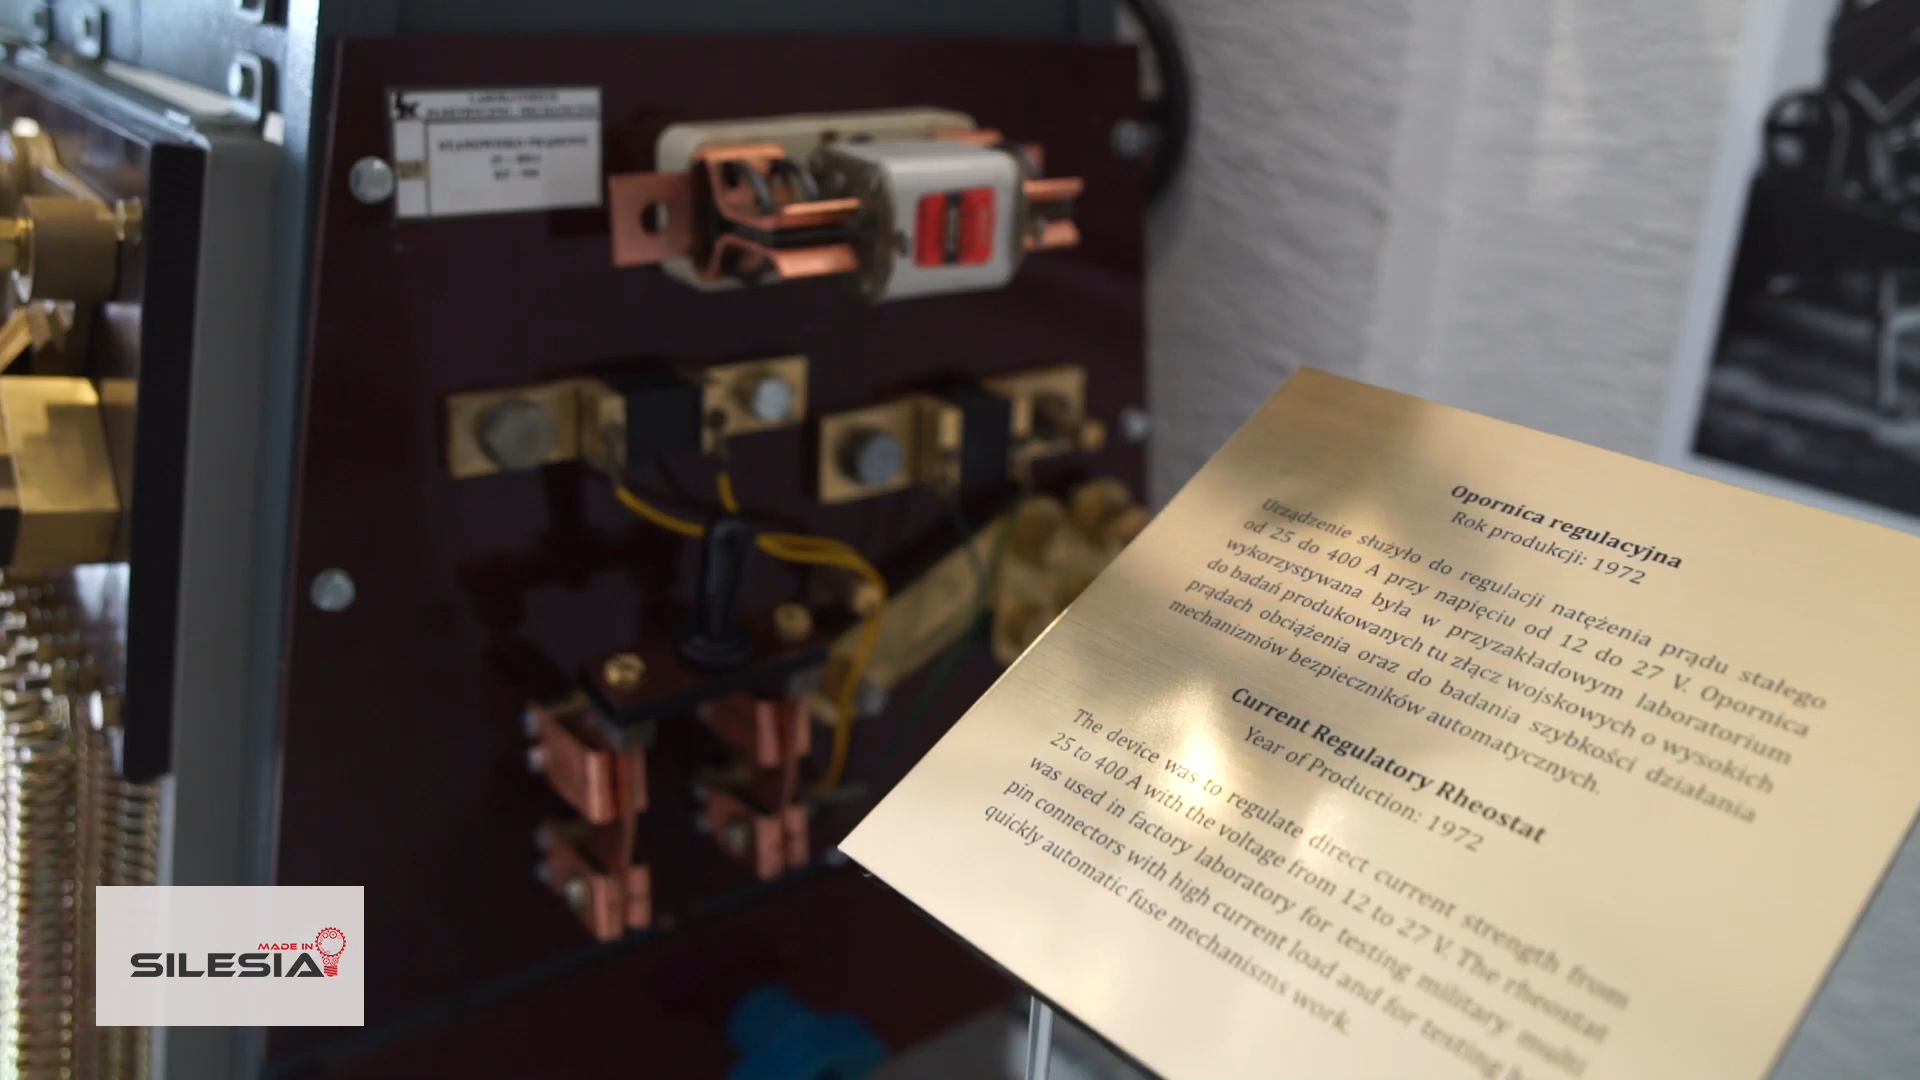 LABORATORIUM
STANOWISKO PRĄDOWE
Opornica regulacyjna
Rok produkcji: 1972
Urządzenie służyło do regulacji natężenia prądu stałego
od 25 do 400 A przy napięciu od 12 do 27 V. Opornica
wykorzystywana była w przyzakładowym laboratorium
do badań produkowanych tu złącz wojskowych o wysokich
prądach obciążenia oraz do badania szybkości działania
mechanizmów bezpieczników automatycznych.
Current Regulatory Rheostat
Year of Production: 1972
The device was to regulate direct current strength from
25 to 400 A with the voltage from 12 to 27 V. The rheostat
was used in factory laboratory for testing military multi
pin connectors with high current load and for testing
quickly automatic fuse mechanisms work.
MADE IN
SILESIA